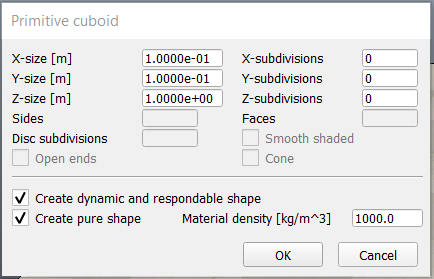 Primitive cuboid
X-size [m] 1.0000e-01 X-subdivisions 0
Y-size [m] 1.0000e-01 Y-subdivisions 0
Z-size [m] 1.0000e+00 Z-subdivisions 0
Sides Faces
Disc subdivisions Smooth shaded
Open ends Cone
Create dynamic and respondable shape
Create pure shape Material density [kg/m^3] 1000.0
OK Cancel